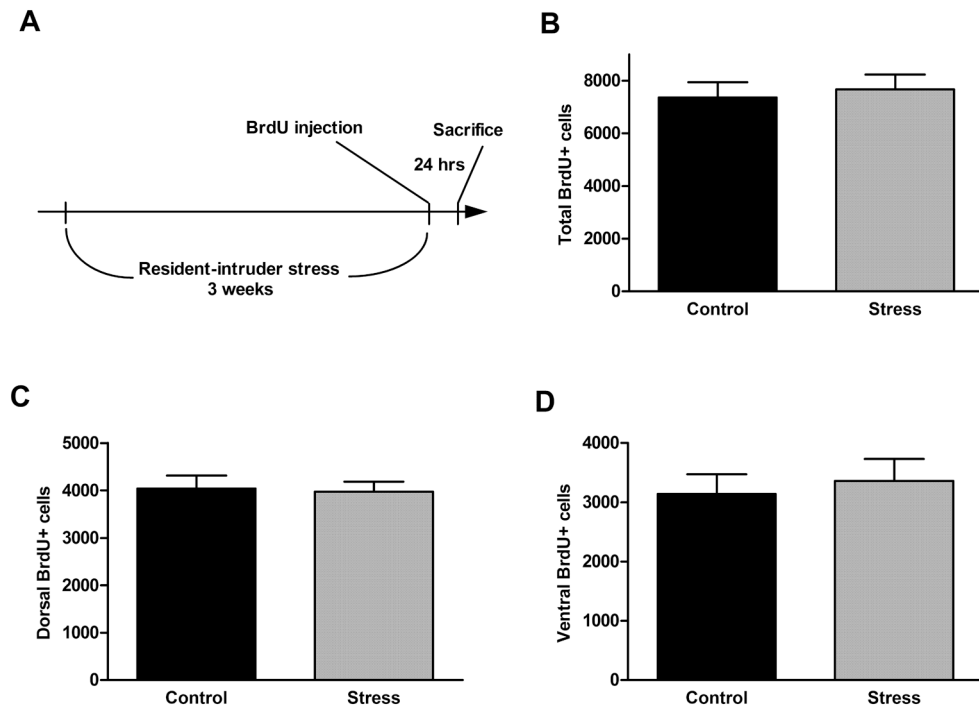 A
BrdU injection
Sacrifice
24 hrs
Resident-intruder stress
3 weeks
B
Total BrdU+ cells
8000
6000
4000
2000
0
Control
Stress
C
Dorsal BrdU+ cells
5000
4000
3000
2000
1000
0
Control
Stress
D
Ventral BrdU+ cells
4000
3000
2000
1000
0
Control
Stress